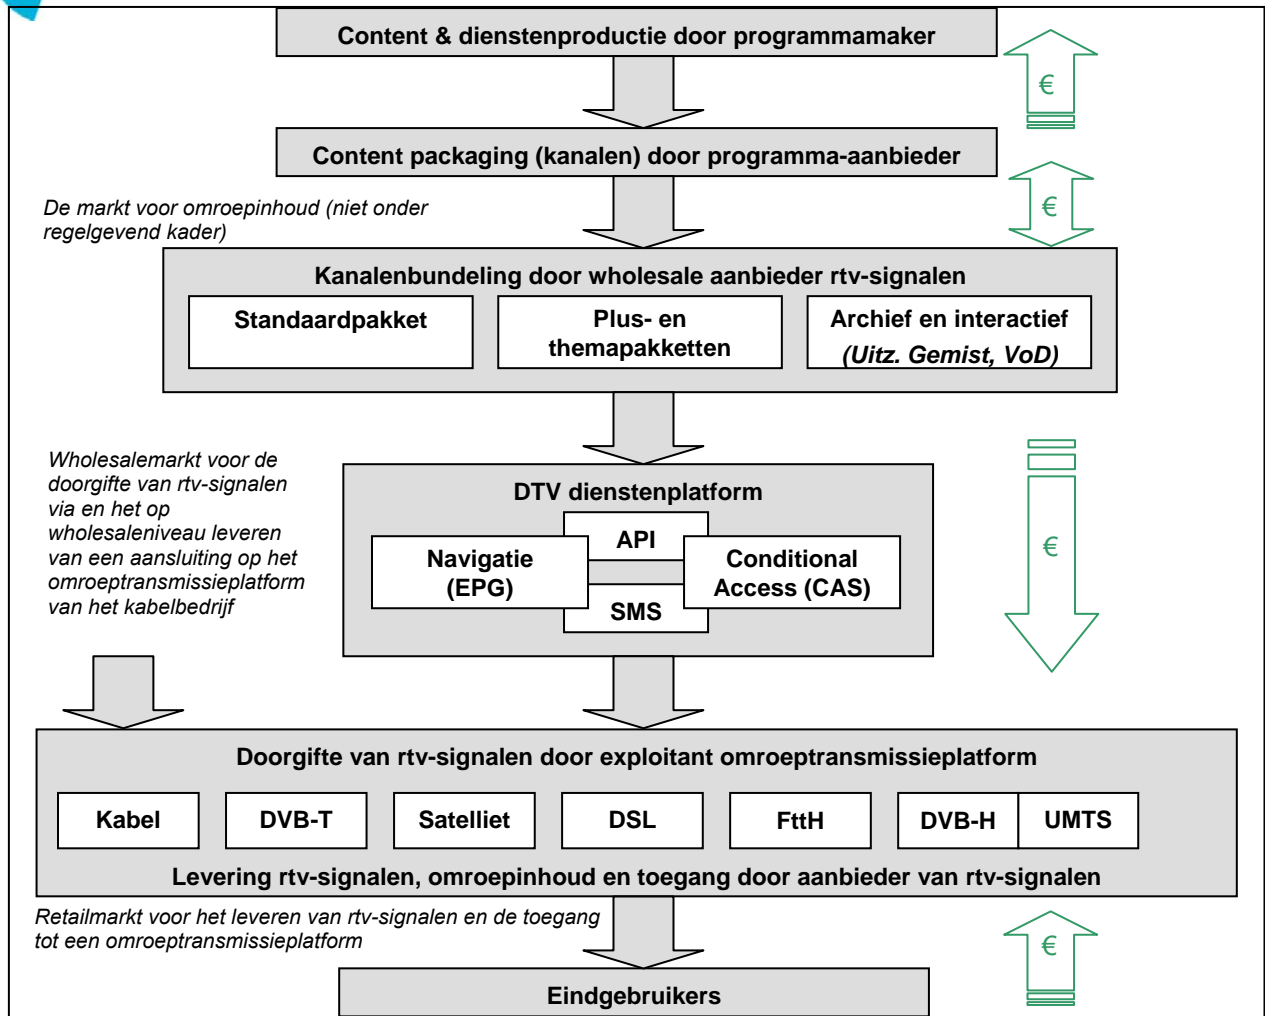 Content & dienstenproductie door programmamaker
€
Content packaging (kanalen) door programma-aanbieder
€
De markt voor omroepinhoud (niet onder
regelgevend kader)
Kanalenbundeling door wholesale aanbieder rtv-signalen
Standaardpakket
Plus- en
themapakketten
Archief en interactief
(Uitz. Gemist, VoD)
Wholesalemarkt voor de
doorgifte van rtv-signalen
via en het op
wholesaleniveau leveren
van een aansluiting op het
omroeptransmissieplatform
van het kabelbedrijf
DTV dienstenplatform
API
Navigatie
(EPG)
Conditional
Access (CAS)
SMS
€
Doorgifte van rtv-signalen door exploitant omroeptransmissieplatform
Kabel
DVB-T
Satelliet
DSL
FttH
DVB-H
UMTS
Levering rtv-signalen, omroepinhoud en toegang door aanbieder van rtv-signalen
Retailmarkt voor het leveren van rtv-signalen en de toegang
tot een omroeptransmissieplatform
€
Eindgebruikers